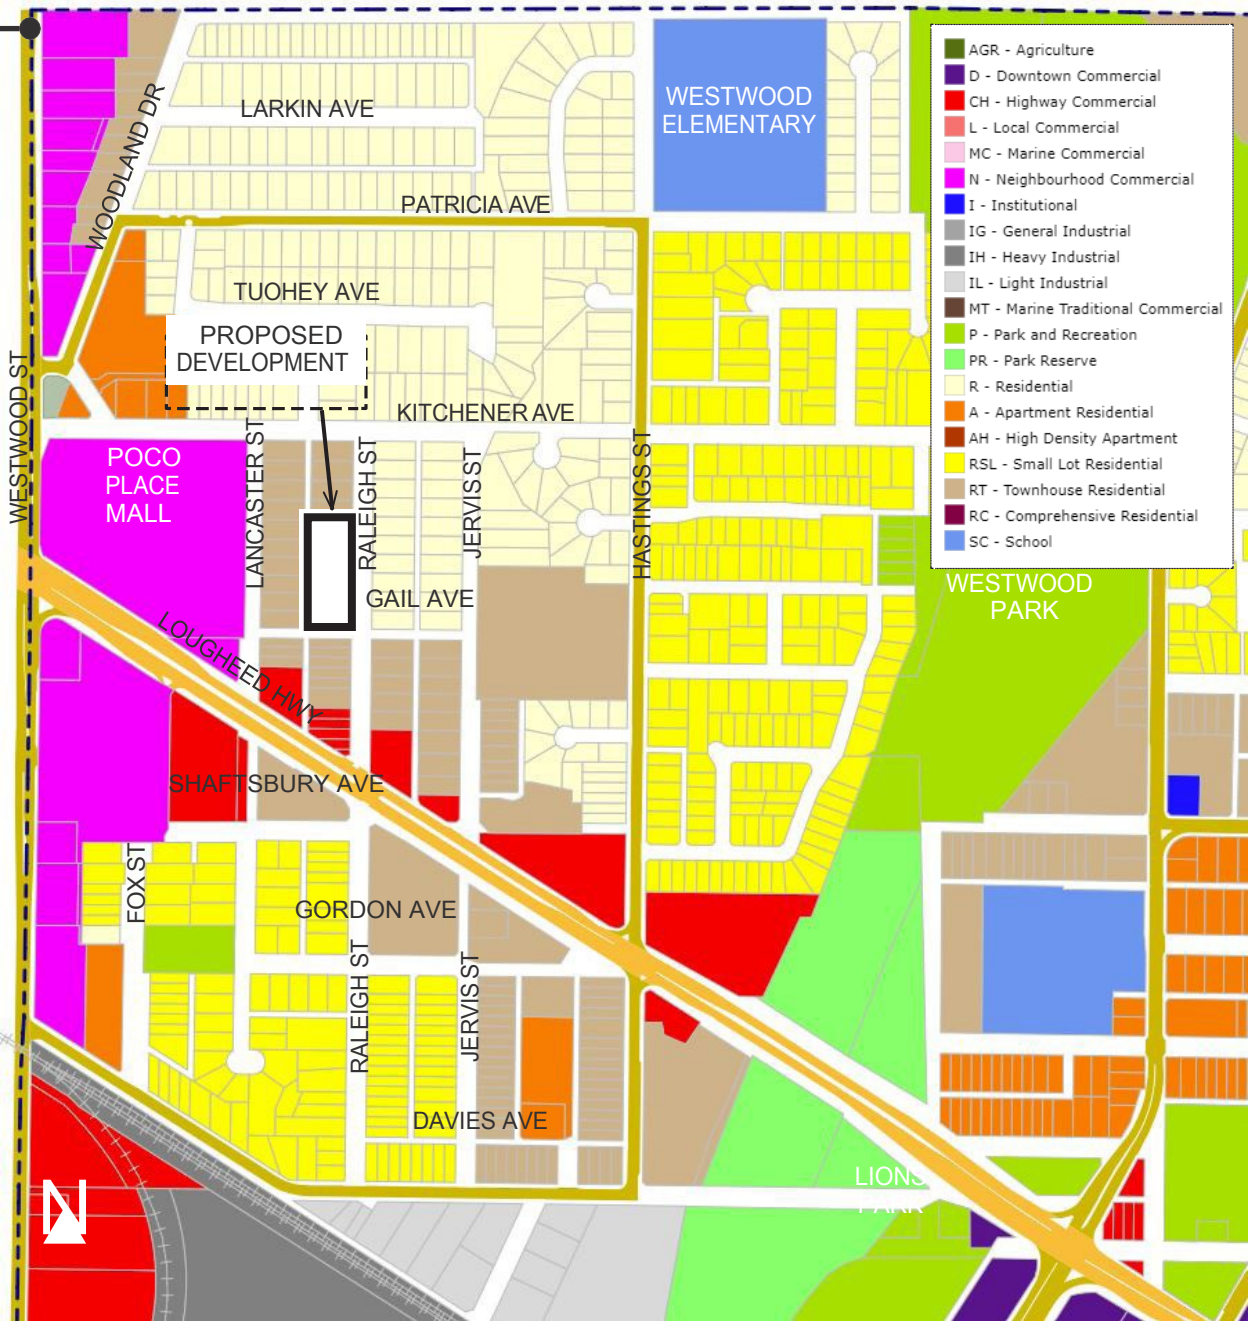 LARKIN AVE
WOODLAND DR
PATRICIA AVE
WESTWOOD
ELEMENTARY
TUOHEY AVE
PROPOSED
DEVELOPMENT
KITCHENER AVE
WESTWOOD ST
POCO
PLACE
MALL
LANCASTER ST
RALEIGH ST
JERVIS ST
HASTINGS ST
GAIL AVE
LOUGHEED HWY
SHAFTSBURY AVE
FOX ST
GORDON AVE
RALEIGH ST
JERVIS ST
DAVIES AVE
WESTWOOD
PARK
LIONS
PARK
N
AGR - Agriculture
D - Downtown Commercial
CH - Highway Commercial
L - Local Commercial
MC - Marine Commercial
N - Neighbourhood Commercial
I - Institutional
IG - General Industrial
IH - Heavy Industrial
IL - Light Industrial
MT - Marine Traditional Commercial
P - Park and Recreation
PR - Park Reserve
R - Residential
A - Apartment Residential
AH - High Density Apartment
RSL - Small Lot Residential
RT - Townhouse Residential
RC - Comprehensive Residential
SC - School